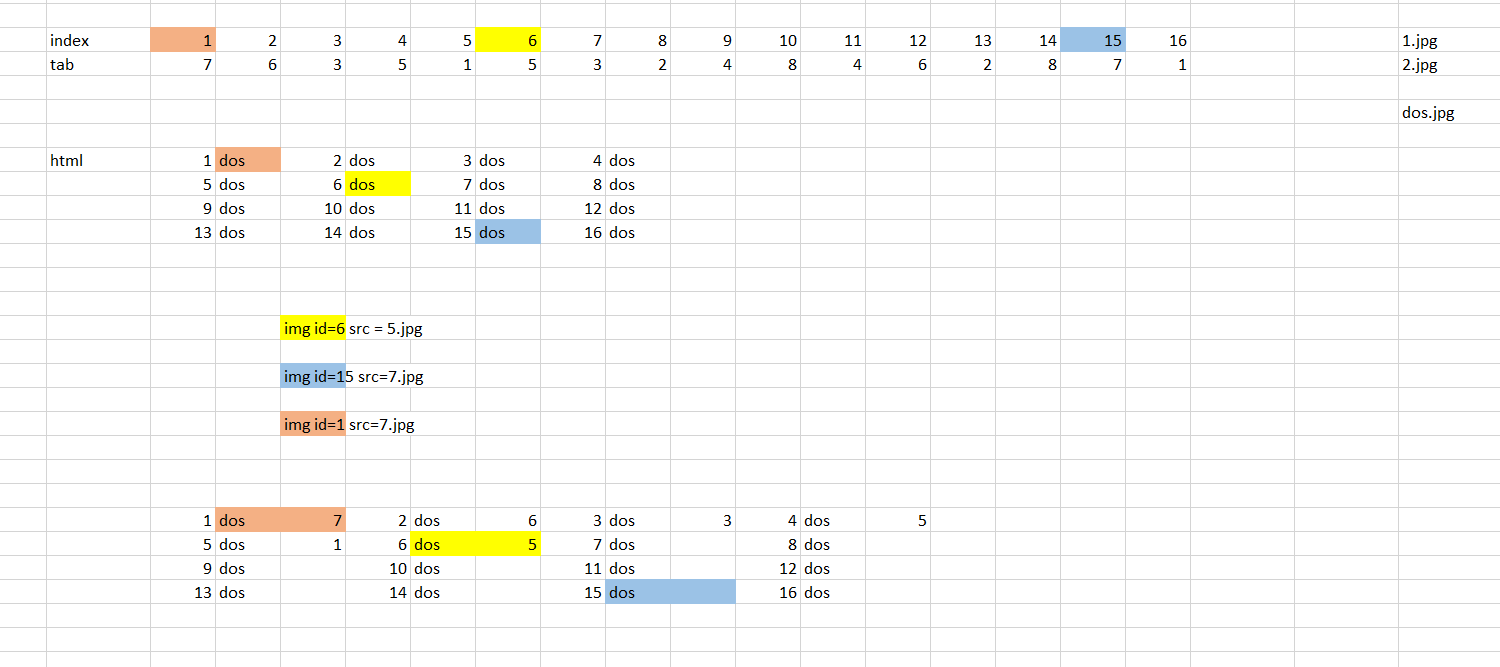 index 1 2 3 4 5 6 7 8 9 10 11 12 13 14 15 16 1.jpg
tab 7 6 3 5 1 5 3 2 4 8 4 6 2 8 7 1 2.jpg
dos.jpg
html 1 dos 2 dos 3 dos 4 dos
5 dos 6 dos 7 dos 8 dos
9 dos 10 dos 11 dos 12 dos
13 dos 14 dos 15 dos 16 dos
img id=6 src = 5.jpg
img id=15 src=7.jpg
img id=1 src=7.jpg
1 dos 7 2 dos 6 3 dos 3 4 dos 5
5 dos 1 6 dos 5 7 dos 8 dos
9 dos 10 dos 11 dos 12 dos
13 dos 14 dos 15 dos 16 dos